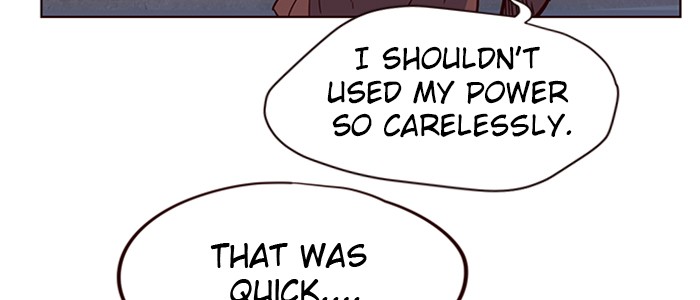 I SHOULDN'T
USED MY POWER
SO CARELESSLY.
THAT WAS
QUICK....